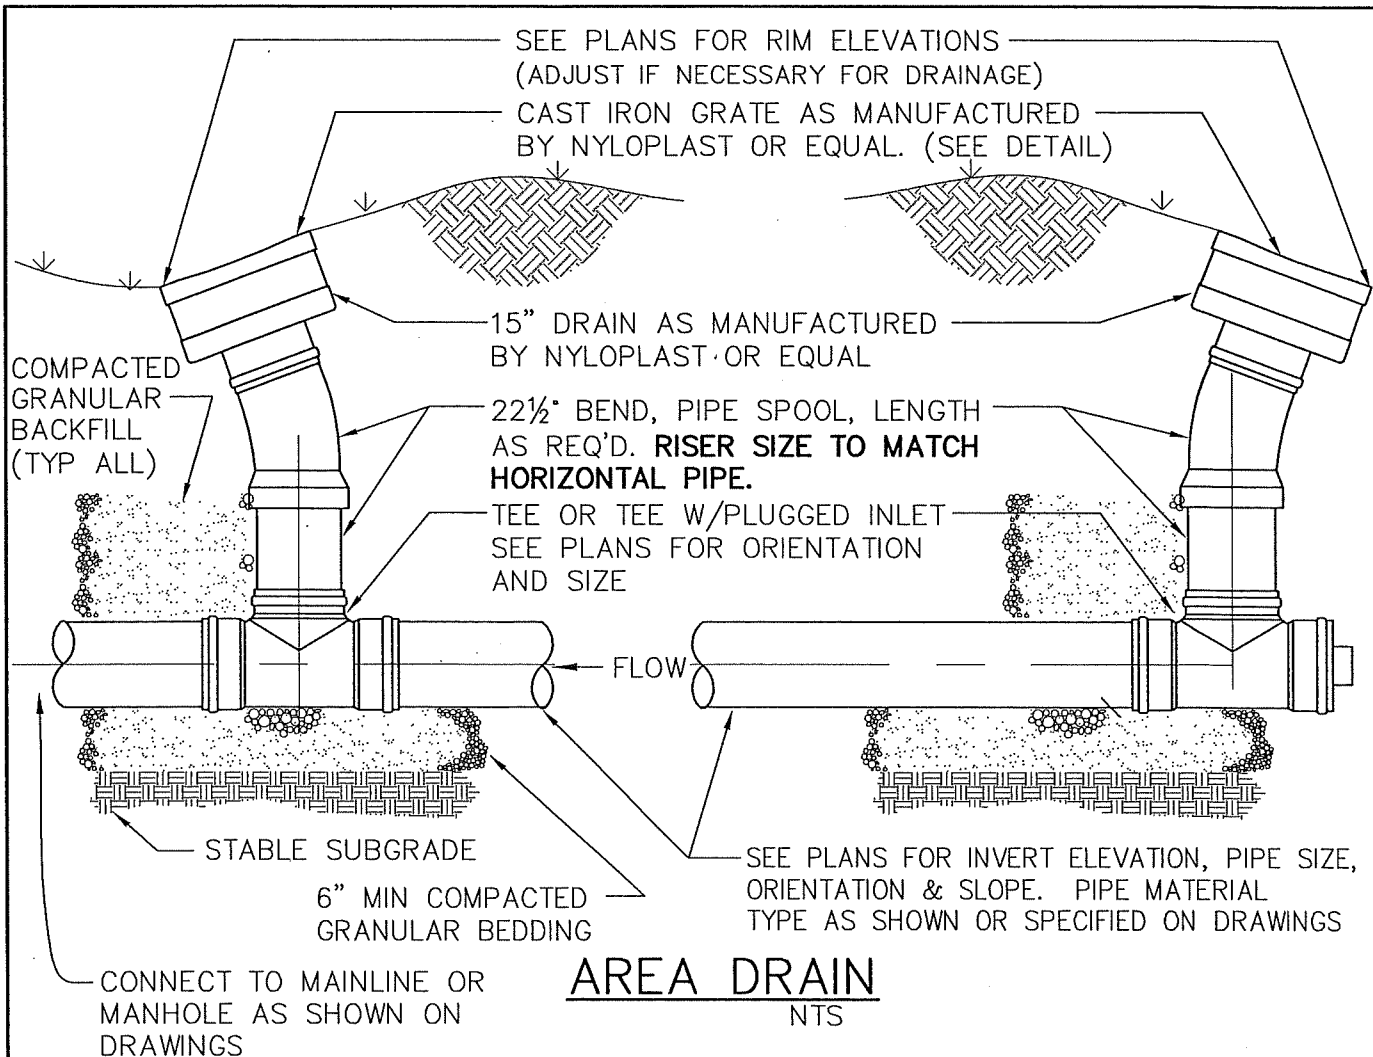 SEE PLANS FOR RIM ELEVATIONS
(ADJUST IF NECESSARY FOR DRAINAGE)
CAST IRON GRATE AS MANUFACTURED
BY NYLOPLAST OR EQUAL. (SEE DETAIL)
15" DRAIN AS MANUFACTURED
BY NYLOPLAST OR EQUAL
COMPACTED
GRANULAR
BACKFILL
(TYP ALL)
22½° BEND, PIPE SPOOL, LENGTH
AS REQ'D. RISER SIZE TO MATCH
HORIZONTAL PIPE.
TEE OR TEE W/PLUGGED INLET
SEE PLANS FOR ORIENTATION
AND SIZE
FLOW
STABLE SUBGRADE
6" MIN COMPACTED
GRANULAR BEDDING
SEE PLANS FOR INVERT ELEVATION, PIPE SIZE,
ORIENTATION & SLOPE. PIPE MATERIAL
TYPE AS SHOWN OR SPECIFIED ON DRAWINGS
CONNECT TO MAINLINE OR
MANHOLE AS SHOWN ON
DRAWINGS
AREA DRAIN
NTS